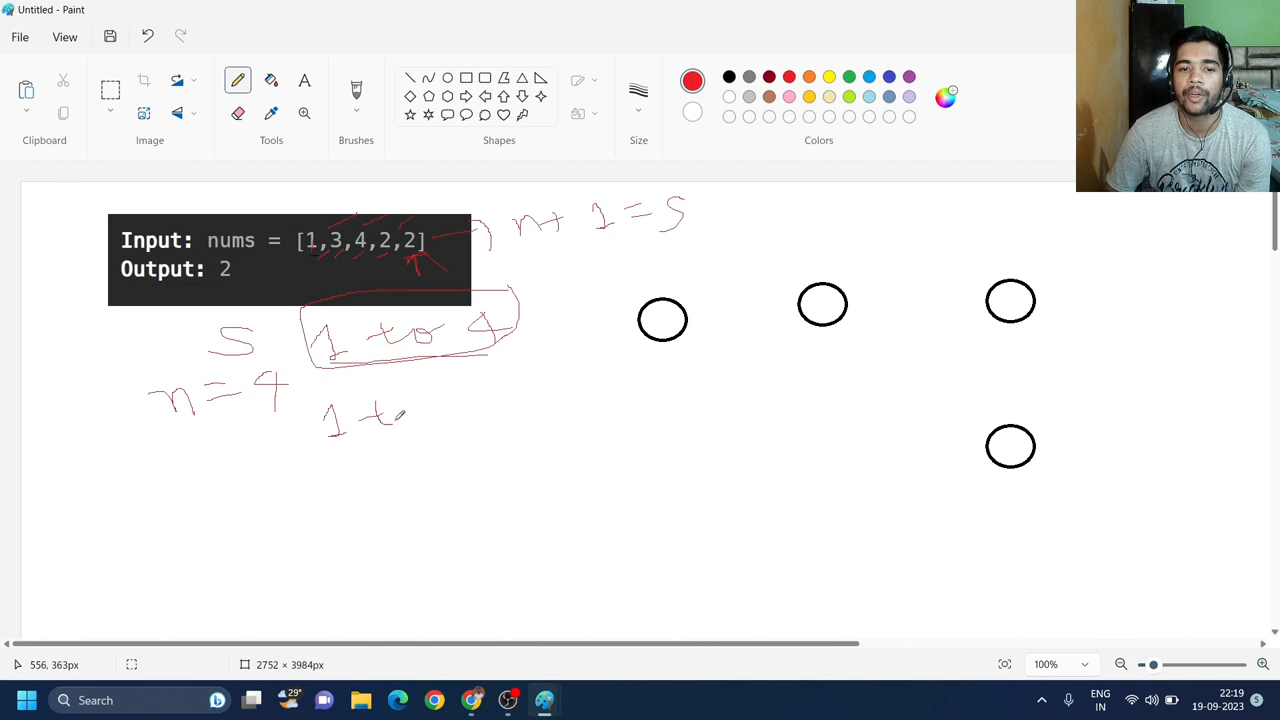 Untitled - Paint
File View
Clipboard Image Tools Brushes Shapes Size Colors
n + 1 = 5
Input: nums = [1,3,4,2,2]
Output: 2
5 1 to 4
n = 4
1 t
556, 363px 2752 × 3984px 100%
Search 29° ENG IN 22:19 19-09-2023 5